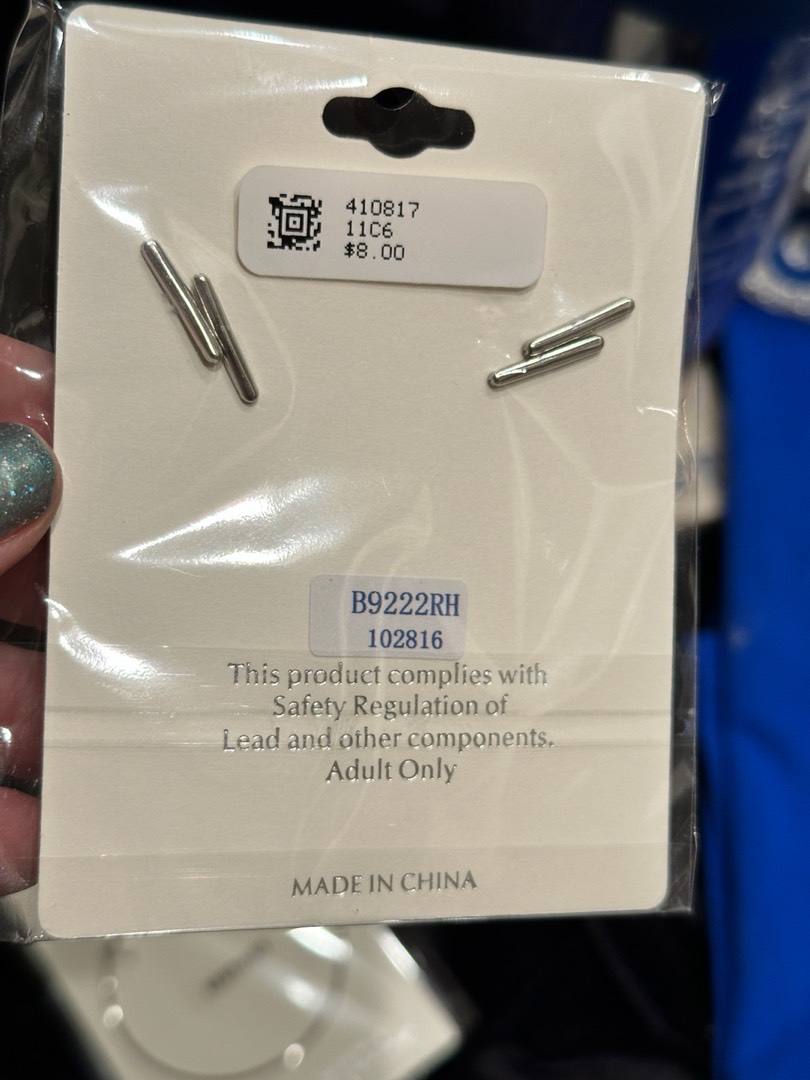 410817
11C6
$8.00
B9222RH
102816
This product complies with
Safety Regulation of
Lead and other components.
Adult Only
MADE IN CHINA